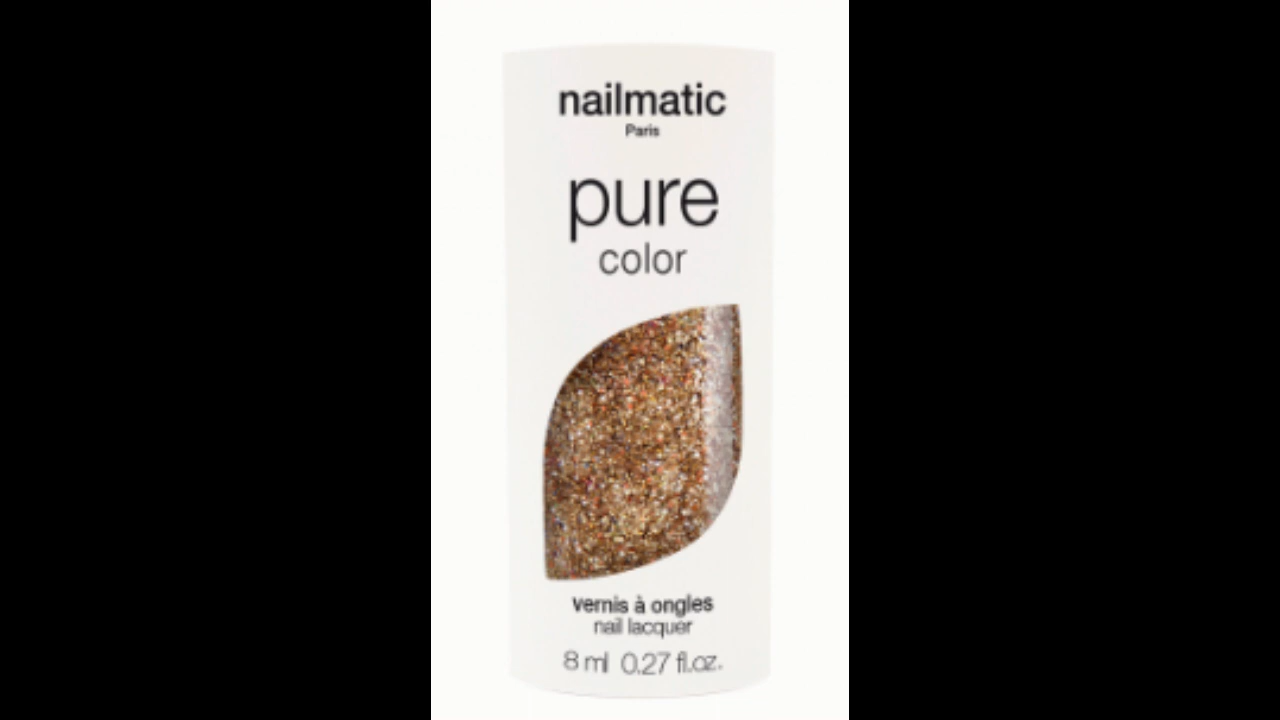 nailmatic
Paris
pure
color
vernis à ongles
nail lacquer
8 ml 0.27 fl.oz.